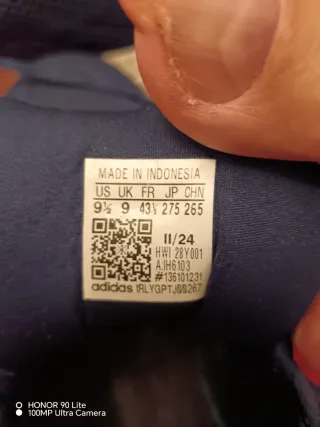 MADE IN INDONESIA
US UK FR JP CHN
9½ 9 43⅓ 275 265
11/24
HWI 28Y001
A:IH6103
#136101231
adidas tRLYGPTJ00267
HONOR 90 Lite
100MP Ultra Camera